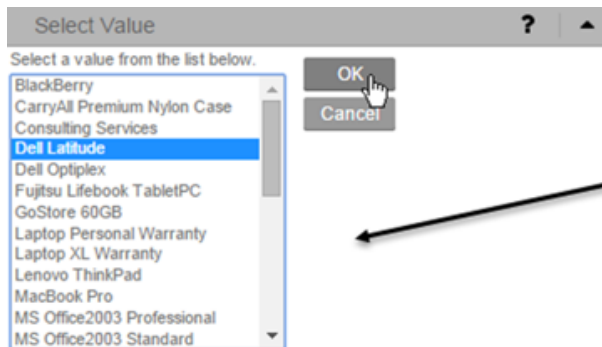 Select Value ?
Select a value from the list below.
BlackBerry
CarryAll Premium Nylon Case
Consulting Services
Dell Latitude
Dell Optiplex
Fujitsu Lifebook TabletPC
GoStore 60GB
Laptop Personal Warranty
Laptop XL Warranty
Lenovo ThinkPad
MacBook Pro
MS Office2003 Professional
MS Office2003 Standard
OK
Cancel